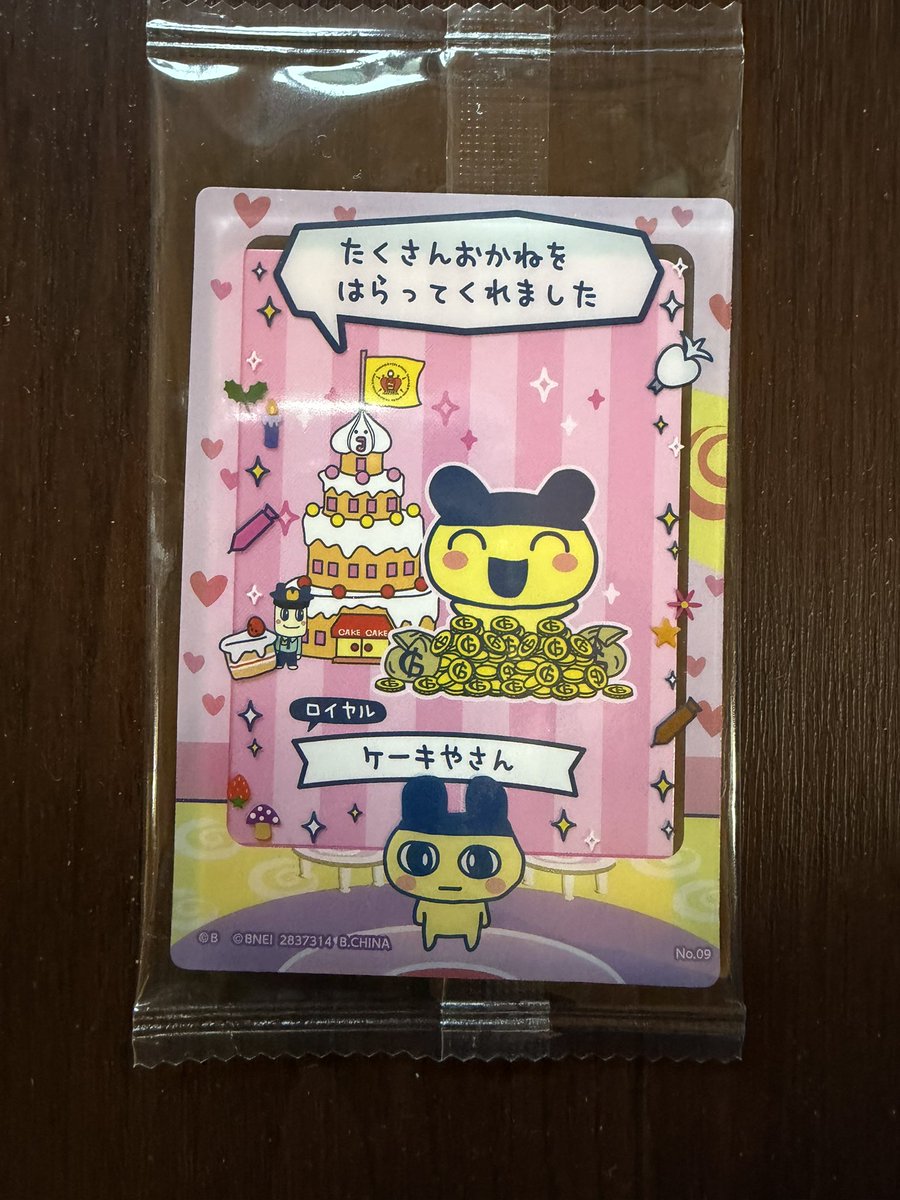 たくさんおかねを
はらってくれました
CAKE CAKE
ロイヤル
ケーキやさん
©B ©BNEI 2837314 B.CHINA
No.09